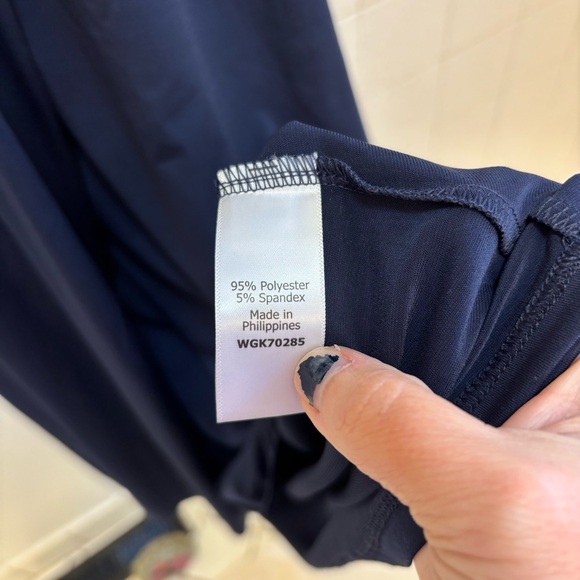 95% Polyester
5% Spandex
Made in
Philippines
WGK70285